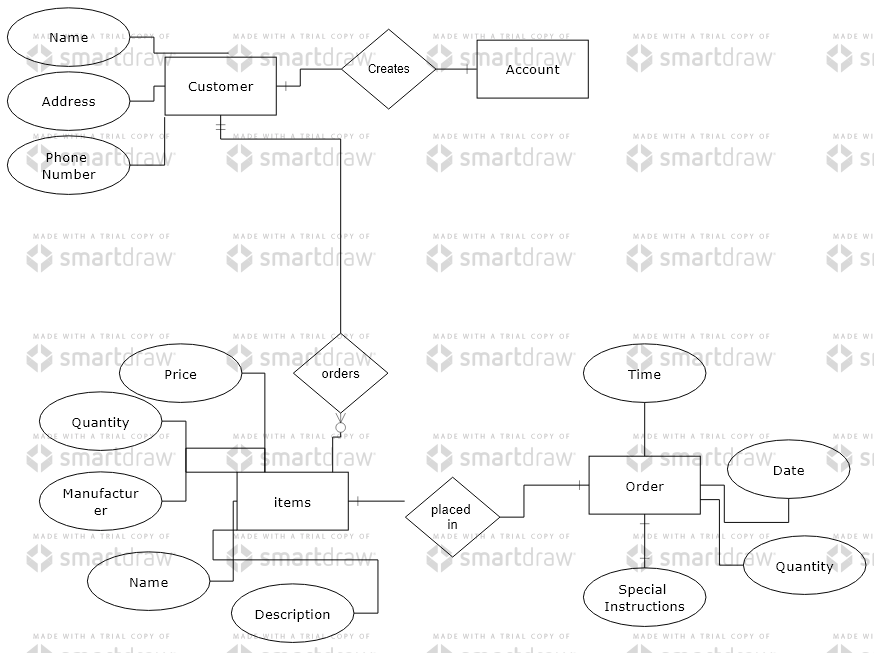 Name
Creates
Account
Customer
Address
Phone
Number
Price
orders
Time
Quantity
Date
Manufactur
er
items
placed
in
Order
Name
Quantity
Description
Special
Instructions
MADE WITH A TRIAL COPY OF
smartdraw